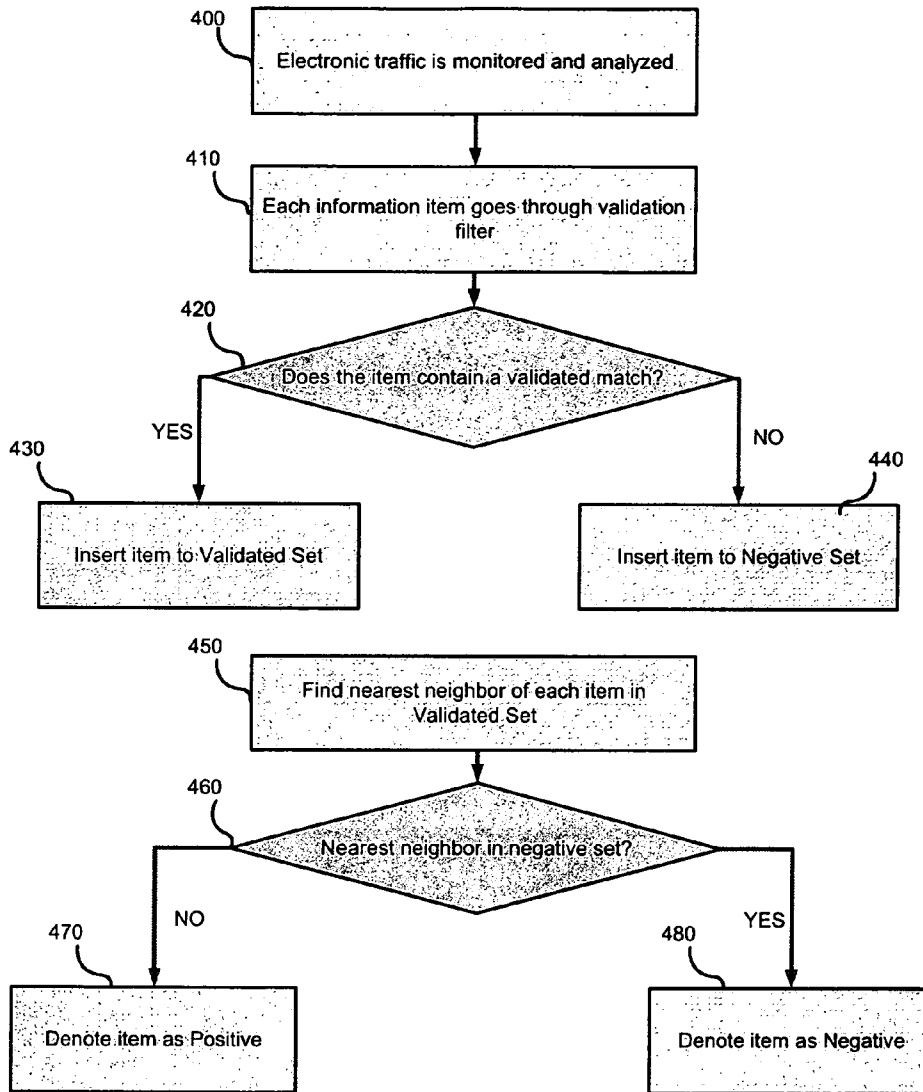 400
Electronic traffic is monitored and analyzed
410
Each information item goes through validation
filter
420
Does the item contain a validated match?
YES
NO
430
440
Insert item to Validated Set
Insert item to Negative Set
450
Find nearest neighbor of each item in
Validated Set
460
Nearest neighbor in negative set?
NO
YES
470
480
Denote item as Positive
Denote item as Negative